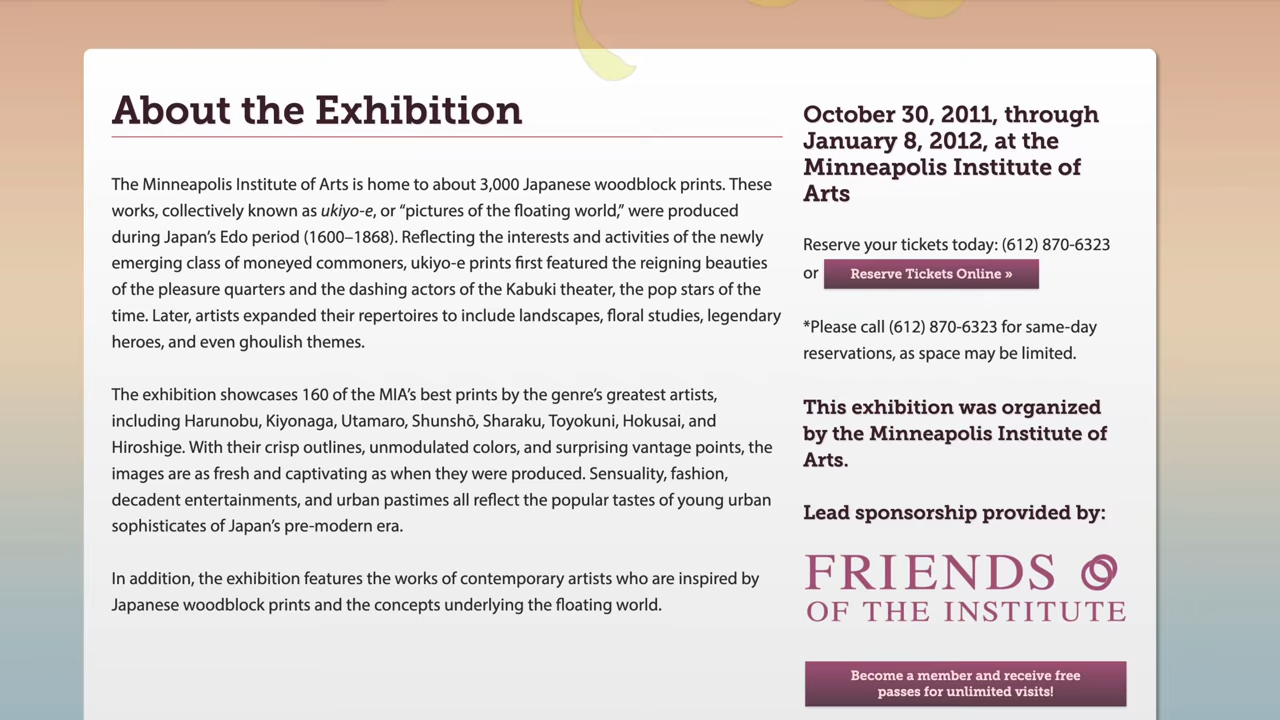 About the Exhibition
The Minneapolis Institute of Arts is home to about 3,000 Japanese woodblock prints. These
works, collectively known as ukiyo-e, or “pictures of the floating world,” were produced
during Japan’s Edo period (1600–1868). Reflecting the interests and activities of the newly
emerging class of moneyed commoners, ukiyo-e prints first featured the reigning beauties
of the pleasure quarters and the dashing actors of the Kabuki theater, the pop stars of the
time. Later, artists expanded their repertoires to include landscapes, floral studies, legendary
heroes, and even ghoulish themes.
The exhibition showcases 160 of the MIA’s best prints by the genre’s greatest artists,
including Harunobu, Kiyonaga, Utamaro, Shunshō, Sharaku, Toyokuni, Hokusai, and
Hiroshige. With their crisp outlines, unmodulated colors, and surprising vantage points, the
images are as fresh and captivating as when they were produced. Sensuality, fashion,
decadent entertainments, and urban pastimes all reflect the popular tastes of young urban
sophisticates of Japan’s pre-modern era.
In addition, the exhibition features the works of contemporary artists who are inspired by
Japanese woodblock prints and the concepts underlying the floating world.
October 30, 2011, through
January 8, 2012, at the
Minneapolis Institute of
Arts
Reserve your tickets today: (612) 870-6323
or Reserve Tickets Online »
*Please call (612) 870-6323 for same-day
reservations, as space may be limited.
This exhibition was organized
by the Minneapolis Institute of
Arts.
Lead sponsorship provided by:
FRIENDS
OF THE INSTITUTE
Become a member and receive free
passes for unlimited visits!